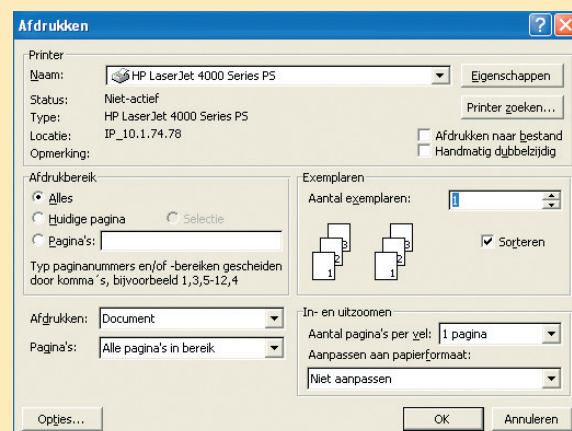 Afdrukken
Printer
Naam: HP LaserJet 4000 Series PS Eigenschappen
Status: Niet-actief
Type: HP LaserJet 4000 Series PS Printer zoeken...
Locatie: IP_10.1.74.78 Afdrukken naar bestand
Opmerking: Handmatig dubbelzijdig
Afdrukbereik
Alles
Huidige pagina Selectie
Pagina's:
Typ paginanummers en/of -bereiken gescheiden
door komma´s, bijvoorbeeld 1,3,5-12,4
Exemplaren
Aantal exemplaren: 1
3 3
2 2
1 1
Sorteren
Afdrukken: Document
Pagina's: Alle pagina's in bereik
In- en uitzoomen
Aantal pagina's per vel: 1 pagina
Aanpassen aan papierformaat:
Niet aanpassen
Opties... OK Annuleren